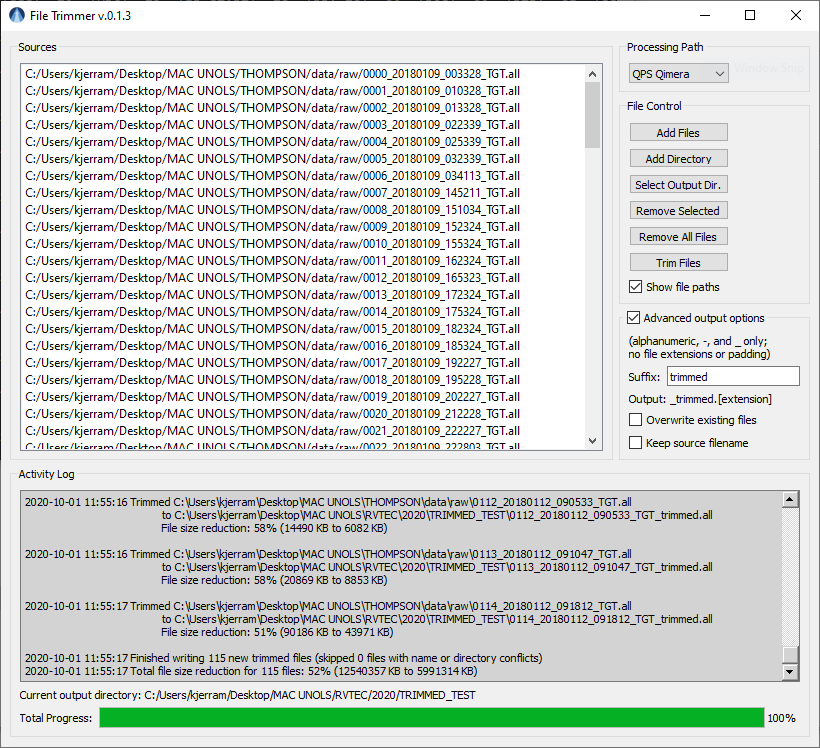 File Trimmer v.0.1.3
Sources
C:/Users/kjerram/Desktop/MAC UNOLS/THOMPSON/data/raw/0000_20180109_003328_TGT.all
C:/Users/kjerram/Desktop/MAC UNOLS/THOMPSON/data/raw/0001_20180109_010328_TGT.all
C:/Users/kjerram/Desktop/MAC UNOLS/THOMPSON/data/raw/0002_20180109_013328_TGT.all
C:/Users/kjerram/Desktop/MAC UNOLS/THOMPSON/data/raw/0003_20180109_022339_TGT.all
C:/Users/kjerram/Desktop/MAC UNOLS/THOMPSON/data/raw/0004_20180109_025339_TGT.all
C:/Users/kjerram/Desktop/MAC UNOLS/THOMPSON/data/raw/0005_20180109_032339_TGT.all
C:/Users/kjerram/Desktop/MAC UNOLS/THOMPSON/data/raw/0006_20180109_034113_TGT.all
C:/Users/kjerram/Desktop/MAC UNOLS/THOMPSON/data/raw/0007_20180109_145211_TGT.all
C:/Users/kjerram/Desktop/MAC UNOLS/THOMPSON/data/raw/0008_20180109_151034_TGT.all
C:/Users/kjerram/Desktop/MAC UNOLS/THOMPSON/data/raw/0009_20180109_152324_TGT.all
C:/Users/kjerram/Desktop/MAC UNOLS/THOMPSON/data/raw/0010_20180109_155324_TGT.all
C:/Users/kjerram/Desktop/MAC UNOLS/THOMPSON/data/raw/0011_20180109_162324_TGT.all
C:/Users/kjerram/Desktop/MAC UNOLS/THOMPSON/data/raw/0012_20180109_165323_TGT.all
C:/Users/kjerram/Desktop/MAC UNOLS/THOMPSON/data/raw/0013_20180109_172324_TGT.all
C:/Users/kjerram/Desktop/MAC UNOLS/THOMPSON/data/raw/0014_20180109_175324_TGT.all
C:/Users/kjerram/Desktop/MAC UNOLS/THOMPSON/data/raw/0015_20180109_182324_TGT.all
C:/Users/kjerram/Desktop/MAC UNOLS/THOMPSON/data/raw/0016_20180109_185324_TGT.all
C:/Users/kjerram/Desktop/MAC UNOLS/THOMPSON/data/raw/0017_20180109_192227_TGT.all
C:/Users/kjerram/Desktop/MAC UNOLS/THOMPSON/data/raw/0018_20180109_195228_TGT.all
C:/Users/kjerram/Desktop/MAC UNOLS/THOMPSON/data/raw/0019_20180109_202227_TGT.all
C:/Users/kjerram/Desktop/MAC UNOLS/THOMPSON/data/raw/0020_20180109_212228_TGT.all
C:/Users/kjerram/Desktop/MAC UNOLS/THOMPSON/data/raw/0021_20180109_222227_TGT.all
C:/Users/kjerram/Desktop/MAC UNOLS/THOMPSON/data/raw/0022_20180109_222803_TGT.all
Processing Path
QPS Qimera
File Control
Add Files
Add Directory
Select Output Dir.
Remove Selected
Remove All Files
Trim Files
Show file paths
Advanced output options
(alphanumeric, -, and _ only;
no file extensions or padding)
Suffix: trimmed
Output: _trimmed.[extension]
Overwrite existing files
Keep source filename
Activity Log
2020-10-01 11:55:16 Trimmed C:\Users\kjerram\Desktop\MAC UNOLS\THOMPSON\data\raw\0112_20180112_090533_TGT.all
to C:\Users\kjerram\Desktop\MAC UNOLS\RVTEC\2020\TRIMMED_TEST\0112_20180112_090533_TGT_trimmed.all
File size reduction: 58% (14490 KB to 6082 KB)
2020-10-01 11:55:16 Trimmed C:\Users\kjerram\Desktop\MAC UNOLS\THOMPSON\data\raw\0113_20180112_091047_TGT.all
to C:\Users\kjerram\Desktop\MAC UNOLS\RVTEC\2020\TRIMMED_TEST\0113_20180112_091047_TGT_trimmed.all
File size reduction: 58% (20869 KB to 8853 KB)
2020-10-01 11:55:17 Trimmed C:\Users\kjerram\Desktop\MAC UNOLS\THOMPSON\data\raw\0114_20180112_091812_TGT.all
to C:\Users\kjerram\Desktop\MAC UNOLS\RVTEC\2020\TRIMMED_TEST\0114_20180112_091812_TGT_trimmed.all
File size reduction: 51% (90186 KB to 43971 KB)
2020-10-01 11:55:17 Finished writing 115 new trimmed files (skipped 0 files with name or directory conflicts)
2020-10-01 11:55:17 Total file size reduction for 115 files: 52% (12540357 KB to 5991314 KB)
Current output directory: C:/Users/kjerram/Desktop/MAC UNOLS/RVTEC/2020/TRIMMED_TEST
Total Progress: 100%